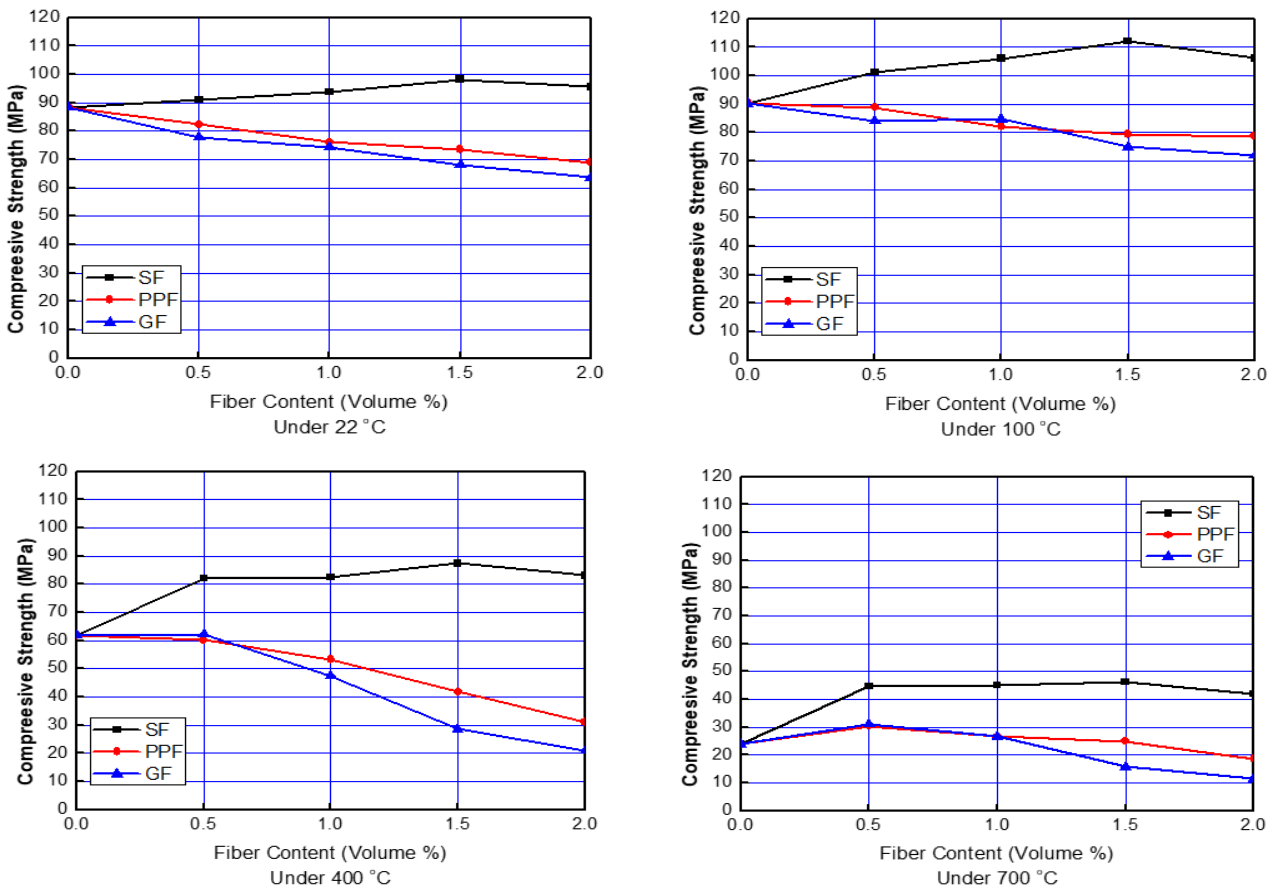 120
110
100
90
80
70
60
50
40
30
20
10
0
Compreesive Strength (MPa)
SF
PPF
GF
0.0 0.5 1.0 1.5 2.0
Fiber Content (Volume %)
Under 22 °C
120
110
100
90
80
70
60
50
40
30
20
10
0
Compreesive Strength (MPa)
SF
PPF
GF
0.0 0.5 1.0 1.5 2.0
Fiber Content (Volume %)
Under 100 °C
120
110
100
90
80
70
60
50
40
30
20
10
0
Compreesive Strength (MPa)
SF
PPF
GF
0.0 0.5 1.0 1.5 2.0
Fiber Content (Volume %)
Under 400 °C
120
110
100
90
80
70
60
50
40
30
20
10
0
Compreesive Strength (MPa)
SF
PPF
GF
0.0 0.5 1.0 1.5 2.0
Fiber Content (Volume %)
Under 700 °C